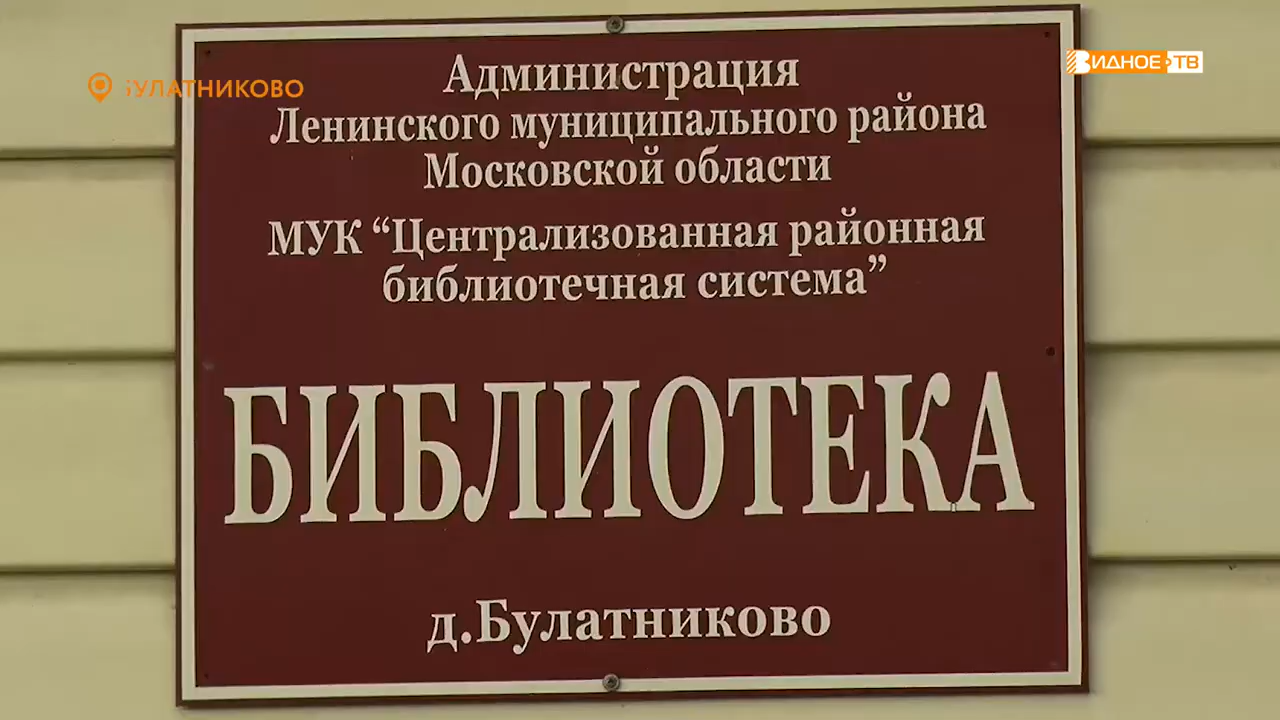 БУЛАТНИКОВО
ВИДНОЕ ТВ
Администрация
Ленинского муниципального района
Московской области
МУК “Централизованная районная
библиотечная система”
БИБЛИОТЕКА
д.Булатниково